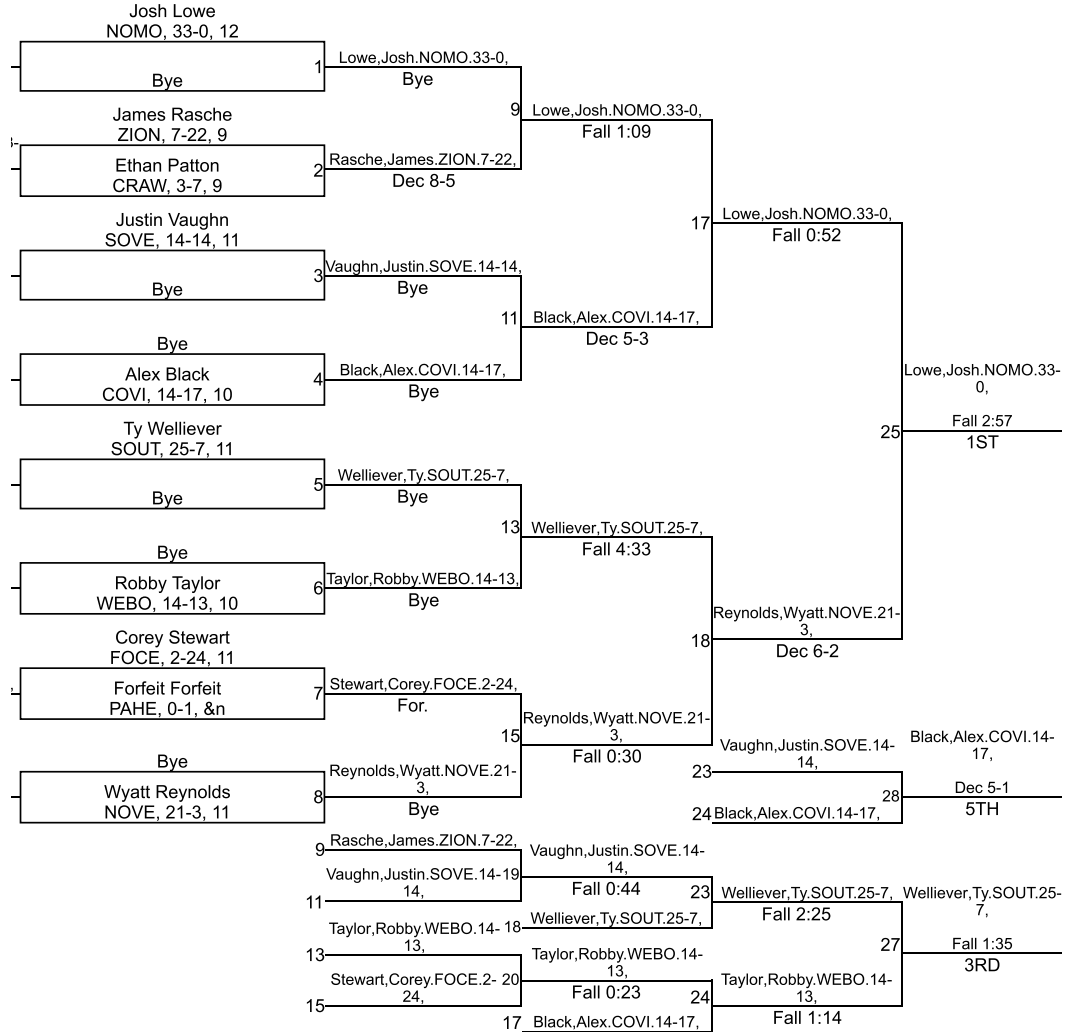 Josh Lowe
NOMO, 33-0, 12
Bye
1
Lowe,Josh.NOMO.33-0,
Bye
9
Lowe,Josh.NOMO.33-0,
Fall 1:09
James Rasche
ZION, 7-22, 9
Ethan Patton
CRAW, 3-7, 9
2
Rasche,James.ZION.7-22,
Dec 8-5
17
Lowe,Josh.NOMO.33-0,
Fall 0:52
Justin Vaughn
SOVE, 14-14, 11
Bye
3
Vaughn,Justin.SOVE.14-14,
Bye
11
Black,Alex.COVI.14-17,
Dec 5-3
Bye
Alex Black
COVI, 14-17, 10
4
Black,Alex.COVI.14-17,
Bye
25
Lowe,Josh.NOMO.33-
0,
Fall 2:57
1ST
Ty Welliever
SOUT, 25-7, 11
Bye
5
Welliever,Ty.SOUT.25-7,
Bye
13
Welliever,Ty.SOUT.25-7,
Fall 4:33
Bye
Robby Taylor
WEBO, 14-13, 10
6
Taylor,Robby.WEBO.14-13,
Bye
18
Reynolds,Wyatt.NOVE.21-
3,
Dec 6-2
Corey Stewart
FOCE, 2-24, 11
Forfeit Forfeit
PAHE, 0-1, &n
7
Stewart,Corey.FOCE.2-24,
For.
15
Reynolds,Wyatt.NOVE.21-
3,
Fall 0:30
Bye
Wyatt Reynolds
NOVE, 21-3, 11
8
Reynolds,Wyatt.NOVE.21-
3,
Bye
23
Vaughn,Justin.SOVE.14-
14,
24
Black,Alex.COVI.14-17,
28
Black,Alex.COVI.14-
17,
Dec 5-1
5TH
9
Rasche,James.ZION.7-22,
11
Vaughn,Justin.SOVE.14-
14,
19
Vaughn,Justin.SOVE.14-
14,
Fall 0:44
18
Welliever,Ty.SOUT.25-7,
23
Welliever,Ty.SOUT.25-7,
Fall 2:25
13
Taylor,Robby.WEBO.14-
13,
15
Stewart,Corey.FOCE.2-
24,
20
Taylor,Robby.WEBO.14-
13,
Fall 0:23
17
Black,Alex.COVI.14-17,
24
Taylor,Robby.WEBO.14-
13,
Fall 1:14
27
Welliever,Ty.SOUT.25-
7,
Fall 1:35
3RD